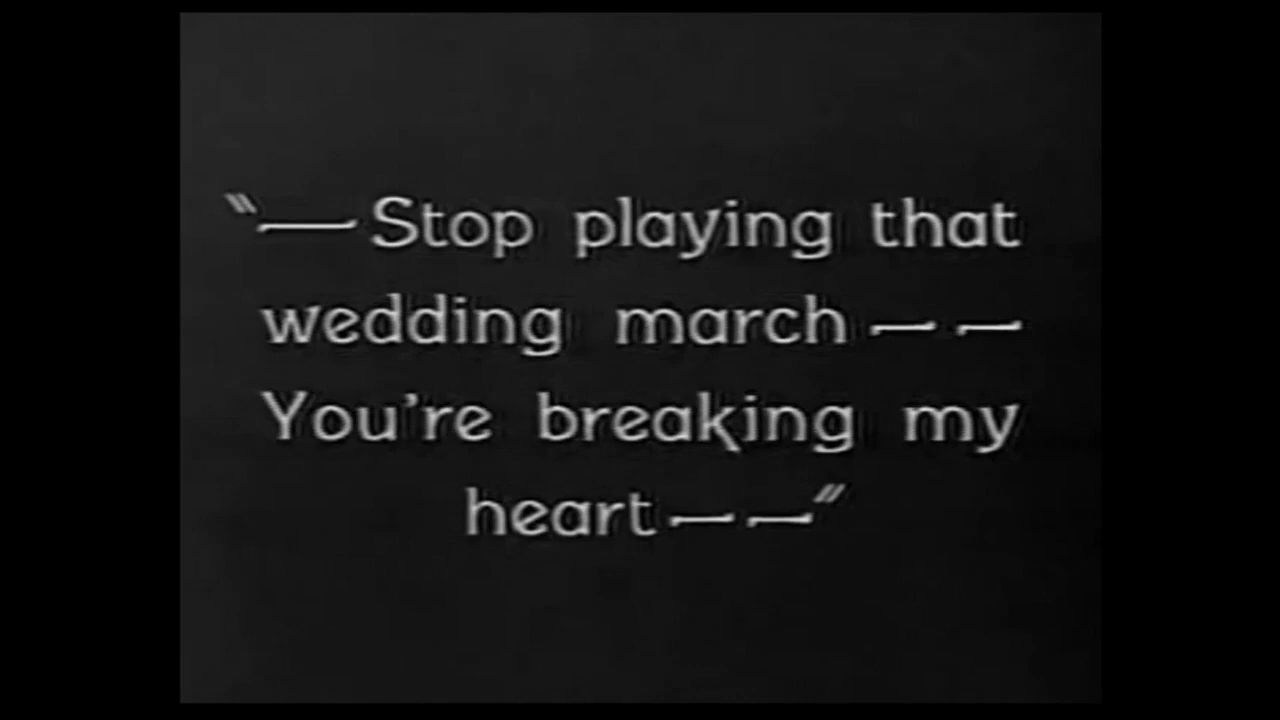 "— Stop playing that
wedding march — —
You're breaking my
heart — —"